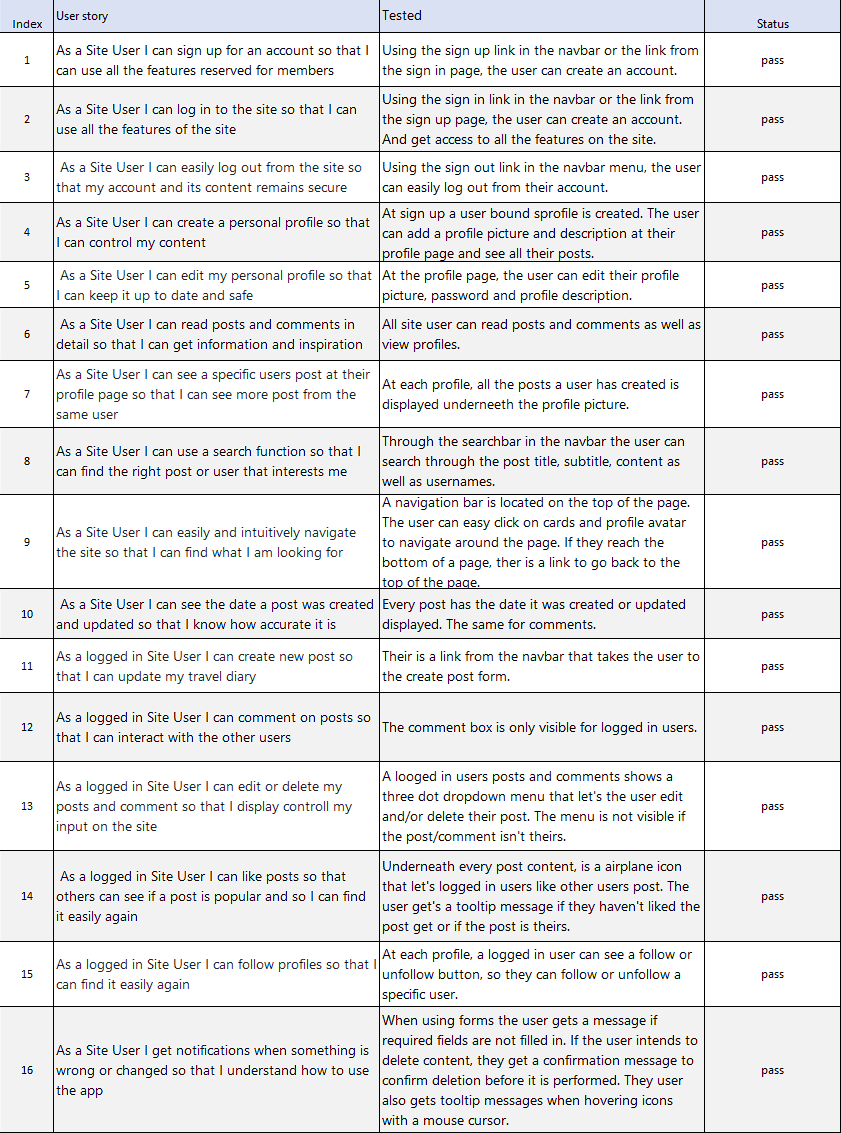 Index User story Tested Status
1
As a Site User I can sign up for an account so that I
can use all the features reserved for members
Using the sign up link in the navbar or the link from
the sign in page, the user can create an account.
pass
2
As a Site User I can log in to the site so that I can
use all the features of the site
Using the sign in link in the navbar or the link from
the sign up page, the user can create an account.
And get access to all the features on the site.
pass
3
As a Site User I can easily log out from the site so
that my account and its content remains secure
Using the sign out link in the navbar menu, the user
can easily log out from their account.
pass
4
As a Site User I can create a personal profile so that
I can control my content
At sign up a user bound sprofile is created. The user
can add a profile picture and description at their
profile page and see all their posts.
pass
5
As a Site User I can edit my personal profile so that
I can keep it up to date and safe
At the profile page, the user can edit their profile
picture, password and profile description.
pass
6
As a Site User I can read posts and comments in
detail so that I can get information and inspiration
All site user can read posts and comments as well as
view profiles.
pass
7
As a Site User I can see a specific users post at their
profile page so that I can see more post from the
same user
At each profile, all the posts a user has created is
displayed underneeth the profile picture.
pass
8
As a Site User I can use a search function so that I
can find the right post or user that interests me
Through the searchbar in the navbar the user can
search through the post title, subtitle, content as
well as usernames.
pass
9
As a Site User I can easily and intuitively navigate
the site so that I can find what I am looking for
A navigation bar is located on the top of the page.
The user can easy click on cards and profile avatar
to navigate around the page. If they reach the
bottom of a page, ther is a link to go back to the
top of the page.
pass
10
As a Site User I can see the date a post was created
and updated so that I know how accurate it is
Every post has the date it was created or updated
displayed. The same for comments.
pass
11
As a logged in Site User I can create new post so
that I can update my travel diary
Their is a link from the navbar that takes the user to
the create post form.
pass
12
As a logged in Site User I can comment on posts so
that I can interact with the other users
The comment box is only visible for logged in users.
pass
13
As a logged in Site User I can edit or delete my
posts and comment so that I display controll my
input on the site
A looged in users posts and comments shows a
three dot dropdown menu that let's the user edit
and/or delete their post. The menu is not visible if
the post/comment isn't theirs.
pass
14
As a logged in Site User I can like posts so that
others can see if a post is popular and so I can find
it easily again
Underneath every post content, is a airplane icon
that let's logged in users like other users post. The
user get's a tooltip message if they haven't liked the
post get or if the post is theirs.
pass
15
As a logged in Site User I can follow profiles so that I
can find it easily again
At each profile, a logged in user can see a follow or
unfollow button, so they can follow or unfollow a
specific user.
pass
16
As a Site User I get notifications when something is
wrong or changed so that I understand how to use
the app
When using forms the user gets a message if
required fields are not filled in. If the user intends to
delete content, they get a confirmation message to
confirm deletion before it is performed. They user
also gets tooltip messages when hovering icons
with a mouse cursor.
pass